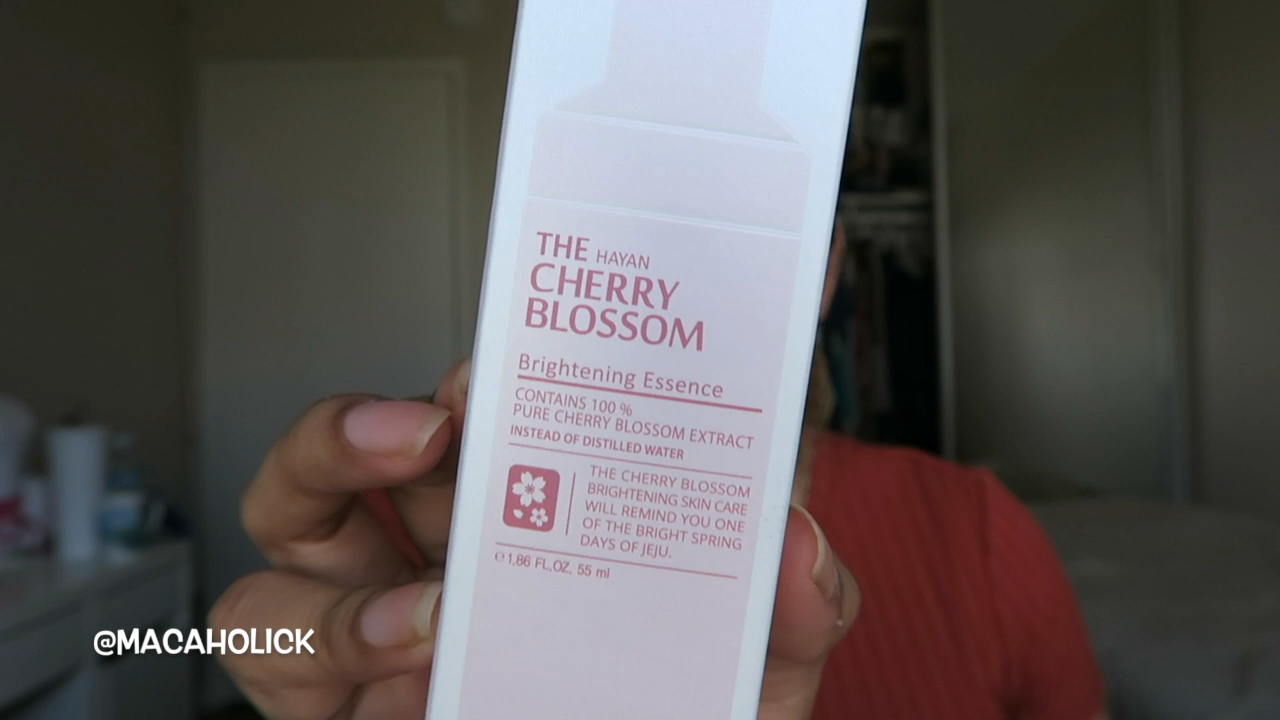 THE HAYAN
CHERRY
BLOSSOM
Brightening Essence
CONTAINS 100 %
PURE CHERRY BLOSSOM EXTRACT
INSTEAD OF DISTILLED WATER
THE CHERRY BLOSSOM
BRIGHTENING SKIN CARE
WILL REMIND YOU ONE
OF THE BRIGHT SPRING
DAYS OF JEJU.
℮ 1.86 FL.OZ. 55 ml
@MACAHOLICK